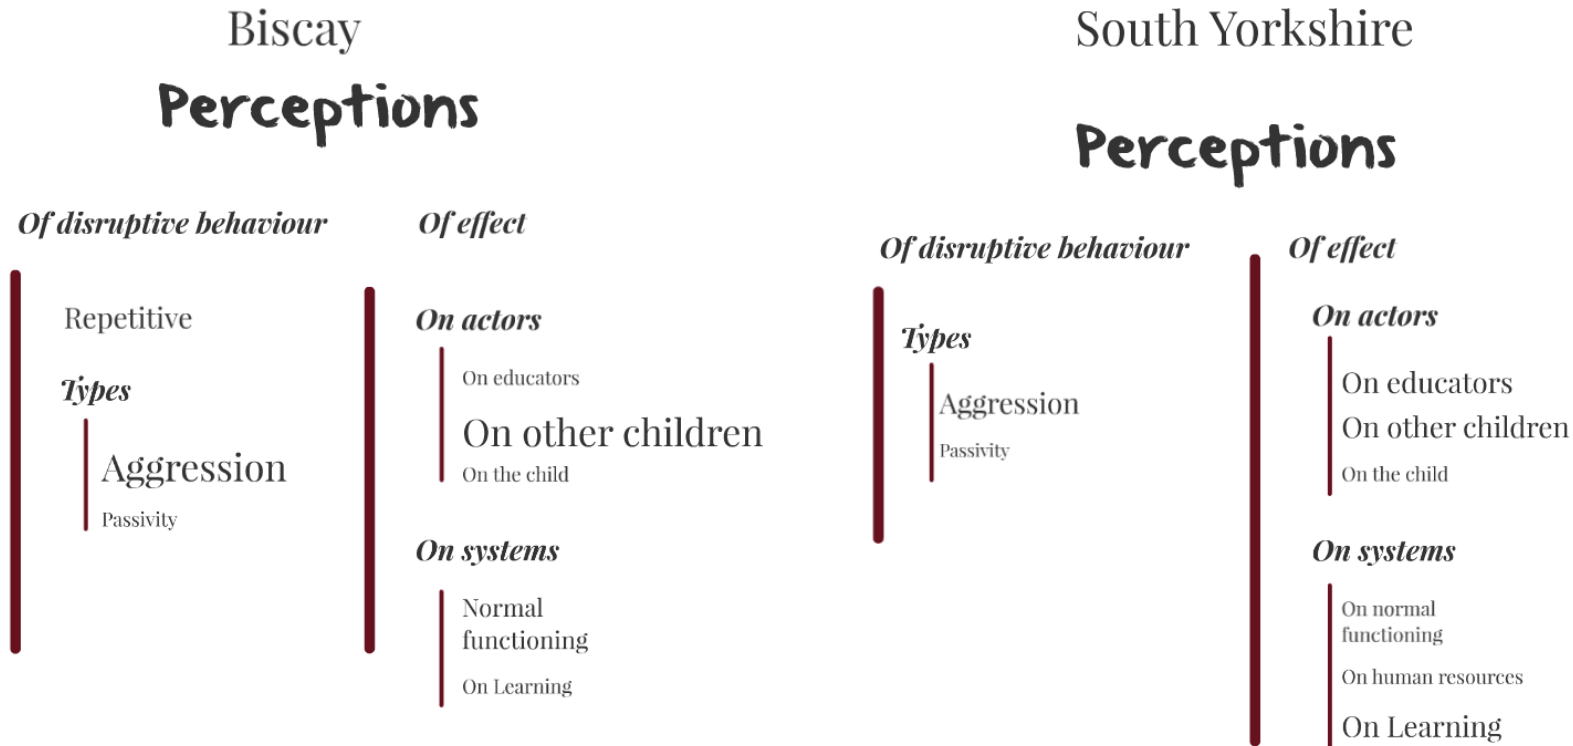 Biscay
Perceptions
Of disruptive behaviour
Repetitive
Types
Aggression
Passivity
Of effect
On actors
On educators
On other children
On the child
On systems
Normal
functioning
On Learning
South Yorkshire
Perceptions
Of disruptive behaviour
Types
Aggression
Passivity
Of effect
On actors
On educators
On other children
On the child
On systems
On normal
functioning
On human resources
On Learning